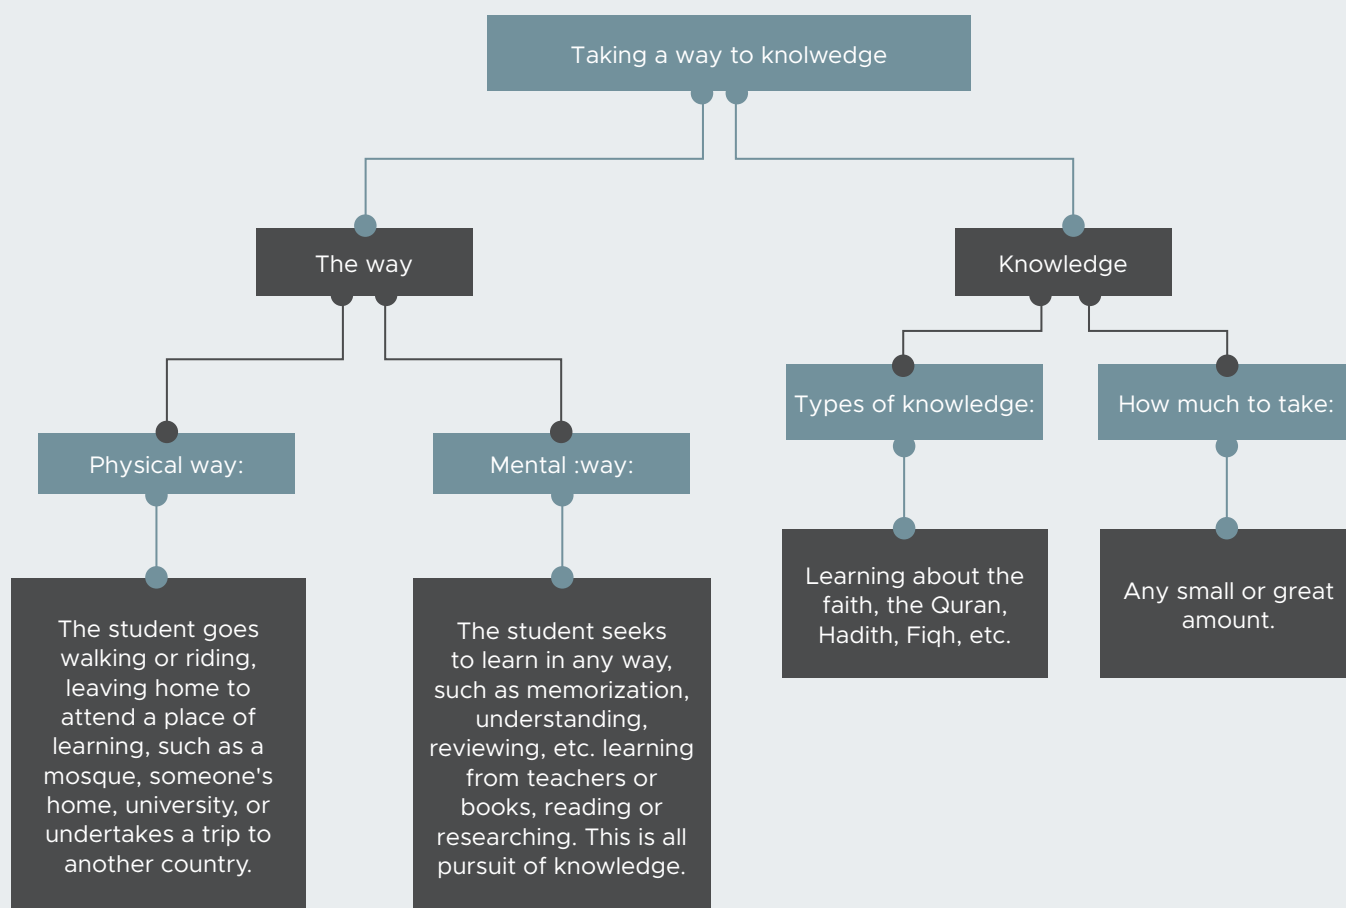 Taking a way to knolwedge
The way
Knowledge
Physical way:
Mental :way:
Types of knowledge:
How much to take:
The student goes
walking or riding,
leaving home to
attend a place of
learning, such as a
mosque, someone's
home, university, or
undertakes a trip to
another country.
The student seeks
to learn in any way,
such as memorization,
understanding,
reviewing, etc. learning
from teachers or
books, reading or
researching. This is all
pursuit of knowledge.
Learning about the
faith, the Quran,
Hadith, Fiqh, etc.
Any small or great
amount.